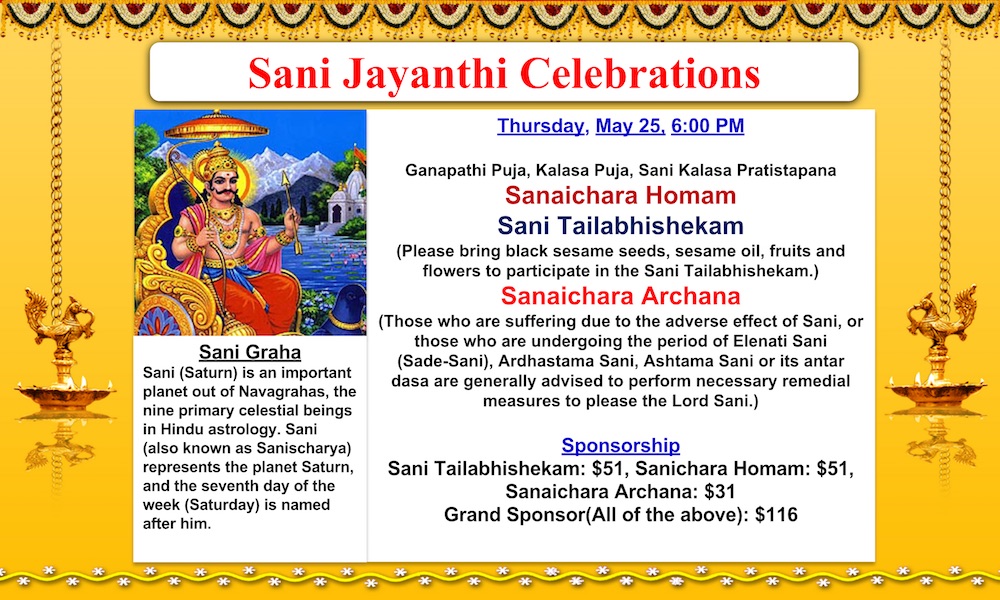 Sani Jayanthi Celebrations
Sani Graha
Sani (Saturn) is an important
planet out of Navagrahas, the
nine primary celestial beings
in Hindu astrology. Sani
(also known as Sanischarya)
represents the planet Saturn,
and the seventh day of the
week (Saturday) is named
after him.
Thursday, May 25, 6:00 PM
Ganapathi Puja, Kalasa Puja, Sani Kalasa Pratistapana
Sanaichara Homam
Sani Tailabhishekam
(Please bring black sesame seeds, sesame oil, fruits and
flowers to participate in the Sani Tailabhishekam.)
Sanaichara Archana
(Those who are suffering due to the adverse effect of Sani, or
those who are undergoing the period of Elenati Sani
(Sade-Sani), Ardhastama Sani, Ashtama Sani or its antar
dasa are generally advised to perform necessary remedial
measures to please the Lord Sani.)
Sponsorship
Sani Tailabhishekam: $51, Sanichara Homam: $51,
Sanaichara Archana: $31
Grand Sponsor(All of the above): $116